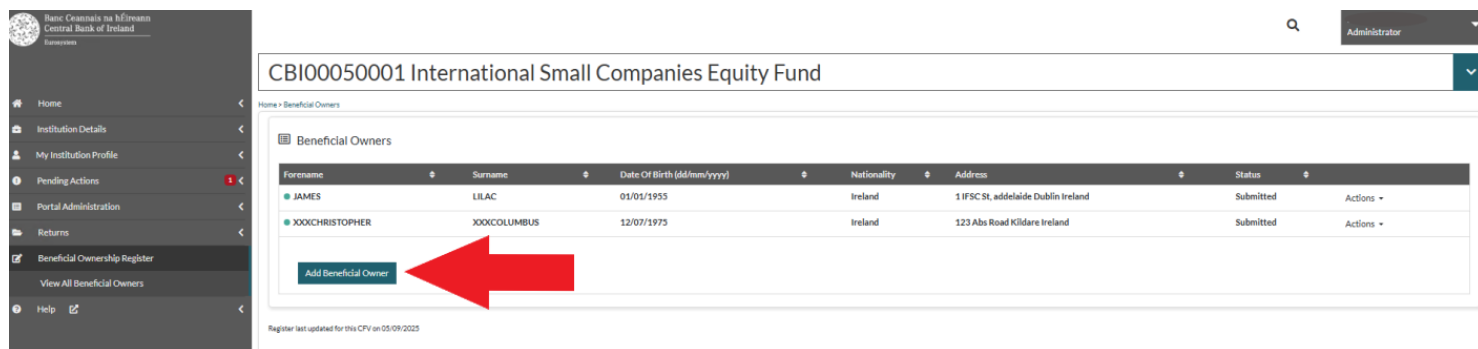 Banc Ceannais na hÉireann
Central Bank of Ireland
Eurosystem
Administrator
CBI00050001 International Small Companies Equity Fund
Home
Institution Details
My Institution Profile
Pending Actions 1
Portal Administration
Returns
Beneficial Ownership Register
View All Beneficial Owners
Help
Home > Beneficial Owners
Beneficial Owners
Forename Surname Date Of Birth (dd/mm/yyyy) Nationality Address Status
JAMES LILAC 01/01/1955 Ireland 1 IFSC St, addelaide Dublin Ireland Submitted Actions
XXXCHRISTOPHER XXXCOLUMBUS 12/07/1975 Ireland 123 Abs Road Kildare Ireland Submitted Actions
Add Beneficial Owner
Register last updated for this CFV on 05/09/2025